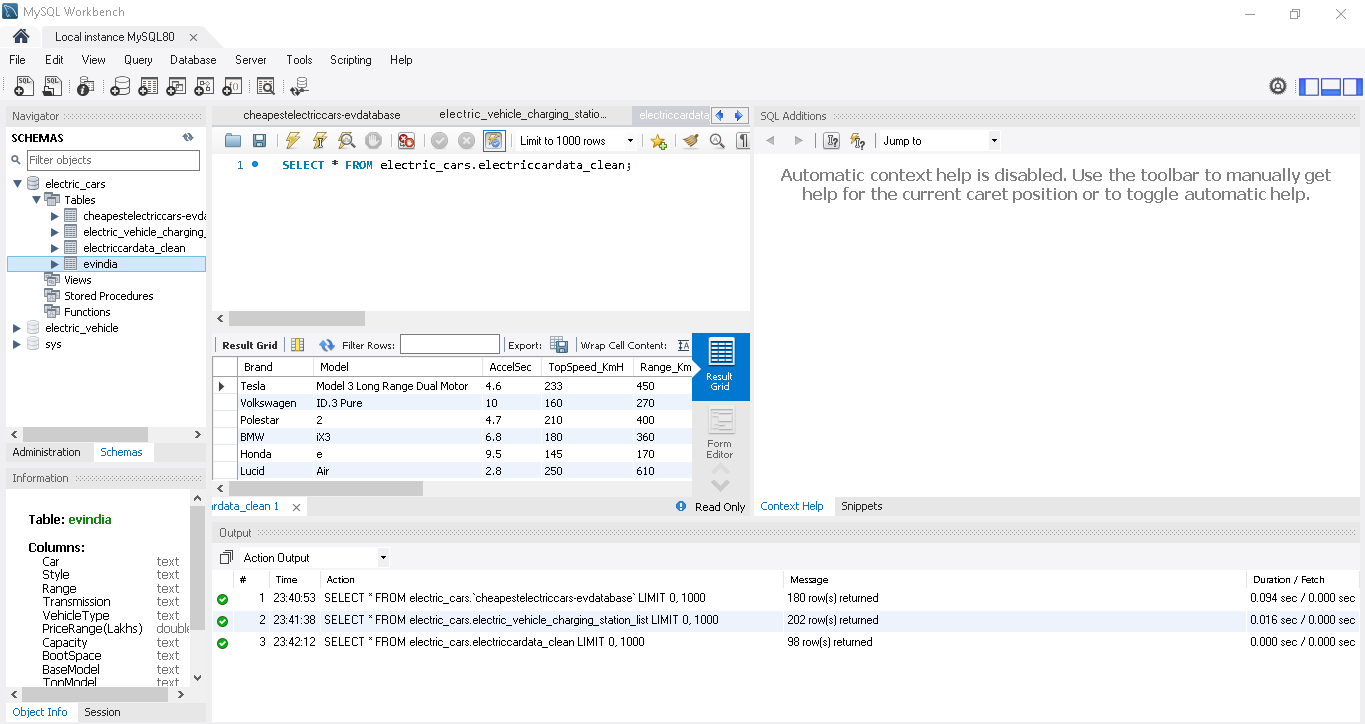 MySQL Workbench
Local instance MySQL80
File Edit View Query Database Server Tools Scripting Help
Navigator
SCHEMAS
Filter objects
electric_cars
Tables
cheapestelectriccars-evda
electric_vehicle_charging_
electriccardata_clean
evindia
Views
Stored Procedures
Functions
electric_vehicle
sys
Administration Schemas
Information
Table: evindia
Columns:
Car text
Style text
Range text
Transmission text
VehicleType text
PriceRange(Lakhs) double
Capacity text
BootSpace text
BaseModel text
TopModel text
Object Info Session
cheapestelectriccars-evdatabase electric_vehicle_charging_statio... electriccardata
Limit to 1000 rows
1 SELECT * FROM electric_cars.electriccardata_clean;
Result Grid Filter Rows: Export: Wrap Cell Content:
Brand Model AccelSec TopSpeed_KmH Range_Km
Tesla Model 3 Long Range Dual Motor 4.6 233 450
Volkswagen ID.3 Pure 10 160 270
Polestar 2 4.7 210 400
BMW iX3 6.8 180 360
Honda e 9.5 145 170
Lucid Air 2.8 250 610
Result
Grid
Form
Editor
rdata_clean 1 Read Only
SQL Additions
Jump to
Automatic context help is disabled. Use the toolbar to manually get
help for the current caret position or to toggle automatic help.
Context Help Snippets
Output
Action Output
# Time Action Message Duration / Fetch
1 23:40:53 SELECT * FROM electric_cars.`cheapestelectriccars-evdatabase` LIMIT 0, 1000 180 row(s) returned 0.094 sec / 0.000 sec
2 23:41:38 SELECT * FROM electric_cars.electric_vehicle_charging_station_list LIMIT 0, 1000 202 row(s) returned 0.016 sec / 0.000 sec
3 23:42:12 SELECT * FROM electric_cars.electriccardata_clean LIMIT 0, 1000 98 row(s) returned 0.000 sec / 0.000 sec